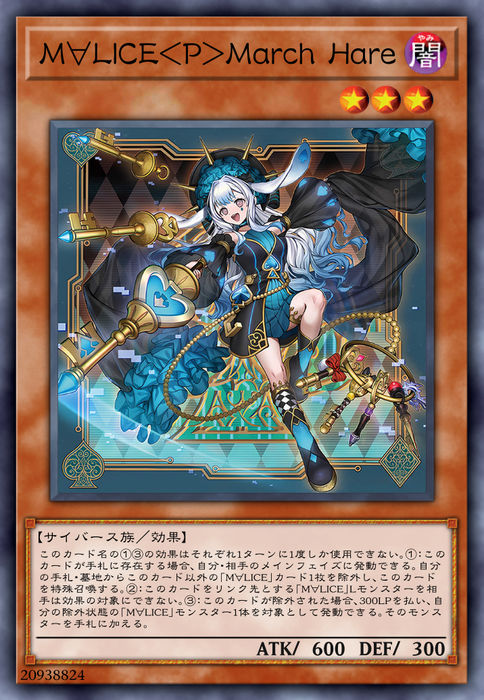 M∀LICE<P>March Hare
やみ
闇
【サイバース族／効果】
このカード名の①③の効果はそれぞれ1ターンに1度しか使用できない。①：この
カードが手札に存在する場合、自分・相手のメインフェイズに発動できる。自分
の手札・墓地からこのカード以外の「M∀LICE」カード1枚を除外し、このカード
を特殊召喚する。②：このカードをリンク先とする「M∀LICE」Lモンスターを相
手は効果の対象にできない。③：このカードが除外された場合、300LPを払い、自
分の除外状態の「M∀LICE」モンスター1体を対象として発動できる。そのモンス
ターを手札に加える。
ATK/ 600 DEF/ 300
20938824